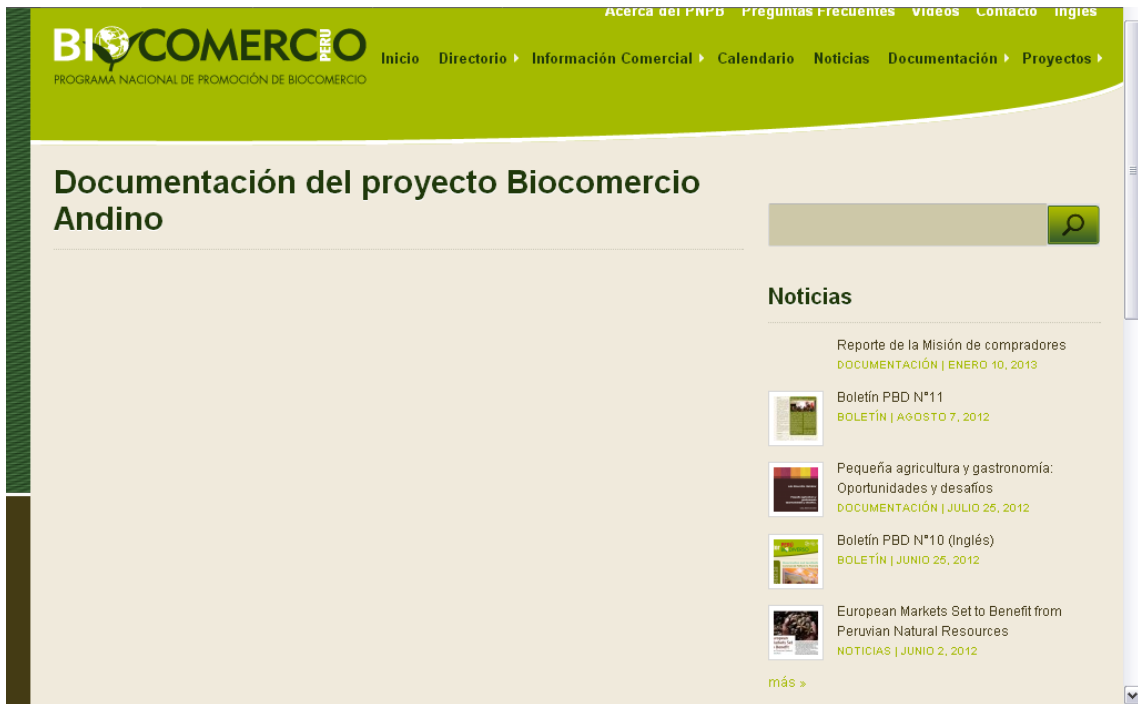 Acerca del PNPB Preguntas Frecuentes Videos Contacto Ingles
BIOCOMERCIO PERU
PROGRAMA NACIONAL DE PROMOCIÓN DE BIOCOMERCIO
Inicio Directorio Información Comercial Calendario Noticias Documentación Proyectos
Documentación del proyecto Biocomercio
Andino
Noticias
Reporte de la Misión de compradores
DOCUMENTACIÓN | ENERO 10, 2013
Boletín PBD N°11
BOLETÍN | AGOSTO 7, 2012
Pequeña agricultura y gastronomía:
Oportunidades y desafíos
DOCUMENTACIÓN | JULIO 25, 2012
Boletín PBD N°10 (Inglés)
BOLETÍN | JUNIO 25, 2012
European Markets Set to Benefit from
Peruvian Natural Resources
NOTICIAS | JUNIO 2, 2012
más »